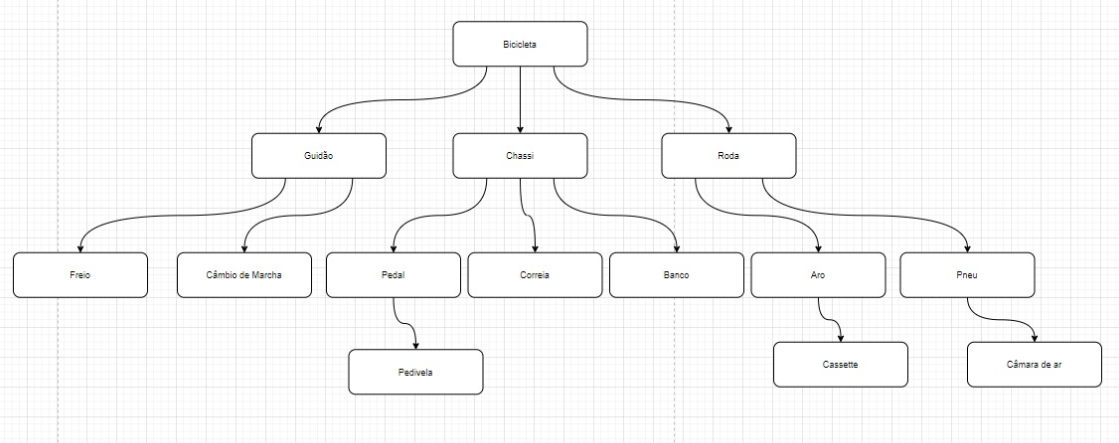 Bicicleta
Guidão
Chassi
Roda
Freio
Câmbio de Marcha
Pedal
Correia
Banco
Aro
Pneu
Pedivela
Cassette
Câmara de ar